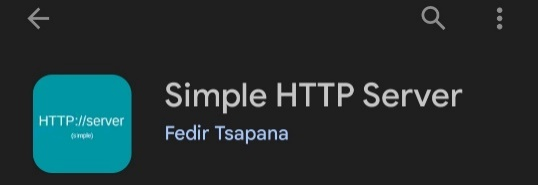 Simple HTTP Server
HTTP://server
(simple)
Fedir Tsapana